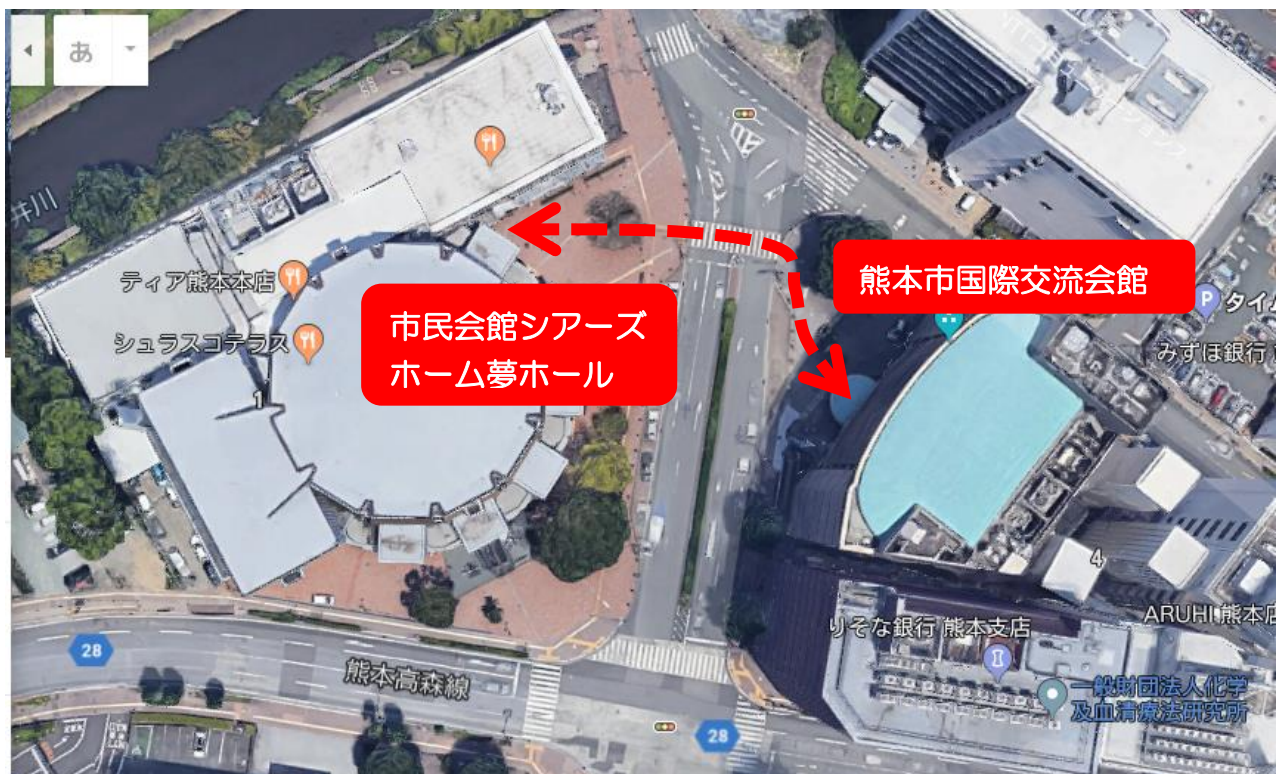 あ
井川
ティア熊本本店
シュラスコテラス
1
市民会館シアーズ
ホーム夢ホール
熊本市国際交流会館
P タイム
みずほ銀行
りそな銀行 熊本支店
4
ARUHI 熊本店
一般財団法人化学
及血清療法研究所
28
熊本高森線
28